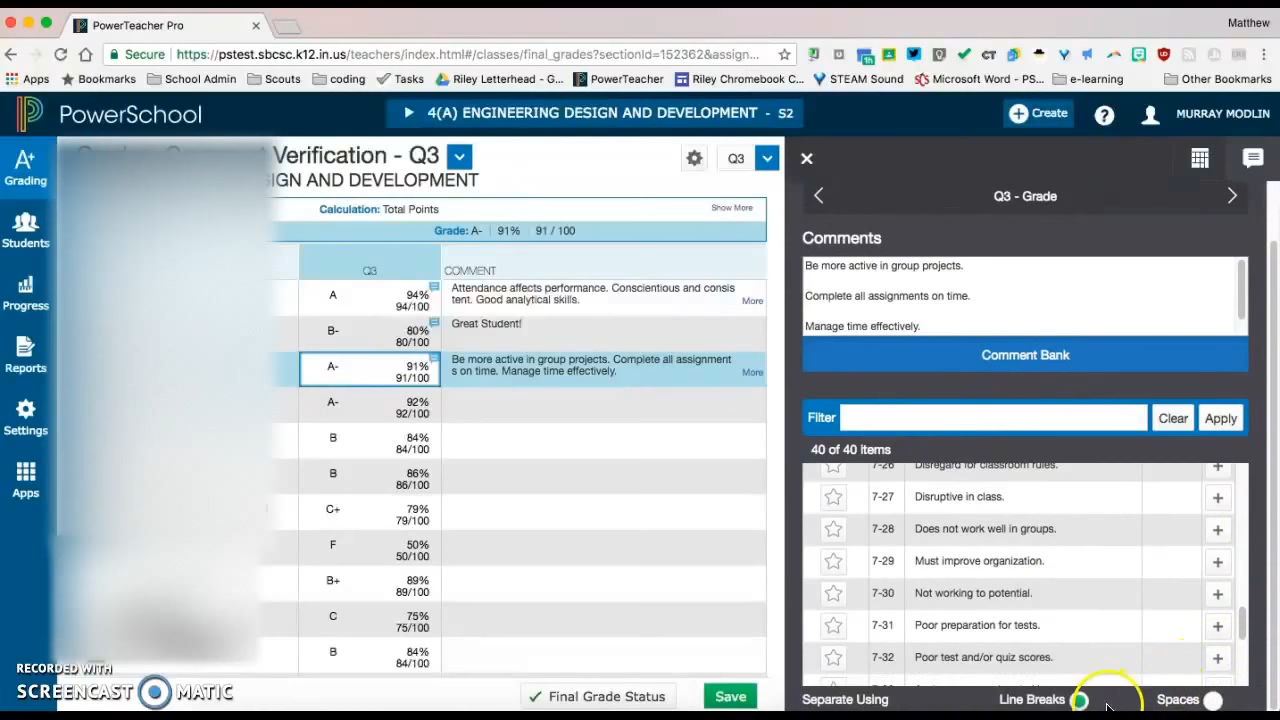 PowerTeacher Pro
Matthew
Secure
https://pstest.sbcsc.k12.in.us/teachers/index.html#/classes/final_grades?sectionId=152362&assign...
Apps
Bookmarks
School Admin
Scouts
coding
Tasks
Riley Letterhead - G...
PowerTeacher
Riley Chromebook C...
STEAM Sound
Microsoft Word - PS...
e-learning
Other Bookmarks
PowerSchool
4(A) ENGINEERING DESIGN AND DEVELOPMENT - S2
Create
MURRAY MODLIN
Grading
Students
Progress
Reports
Settings
Apps
Verification - Q3
Q3
IGN AND DEVELOPMENT
Calculation: Total Points
Show More
Grade: A- | 91% | 91 / 100
Q3
COMMENT
A 94%
94/100
Attendance affects performance. Conscientious and consis
tent. Good analytical skills.
More
B- 80%
80/100
Great Student!
A- 91%
91/100
Be more active in group projects. Complete all assignment
s on time. Manage time effectively.
More
A- 92%
92/100
B 84%
84/100
B 86%
86/100
C+ 79%
79/100
F 50%
50/100
B+ 89%
89/100
C 75%
75/100
B 84%
84/100
Final Grade Status
Save
Q3 - Grade
Comments
Be more active in group projects.
Complete all assignments on time.
Manage time effectively.
Comment Bank
Filter
Clear
Apply
40 of 40 items
7-26 Disregard for classroom rules.
7-27 Disruptive in class.
7-28 Does not work well in groups.
7-29 Must improve organization.
7-30 Not working to potential.
7-31 Poor preparation for tests.
7-32 Poor test and/or quiz scores.
Separate Using
Line Breaks
Spaces
RECORDED WITH
SCREENCAST MATIC